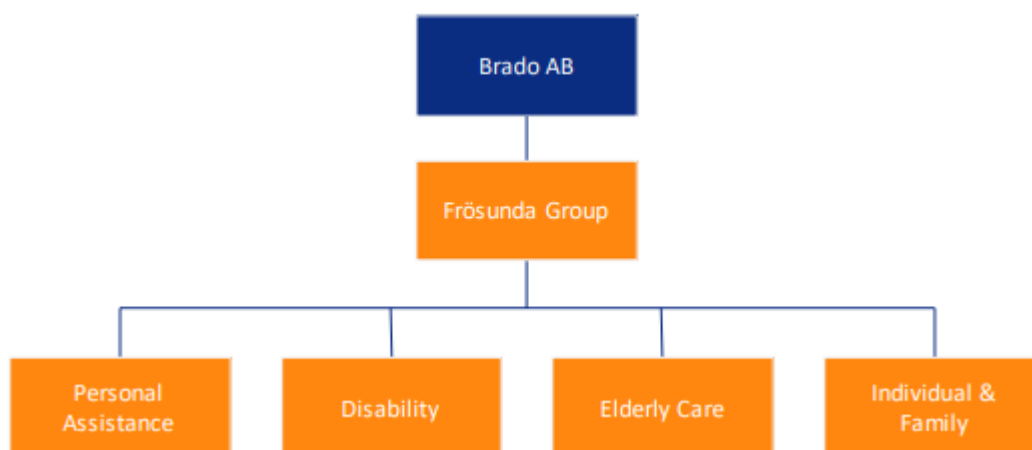 Brado AB
Frösunda Group
Personal
Assistance
Disability
Elderly Care
Individual &
Family